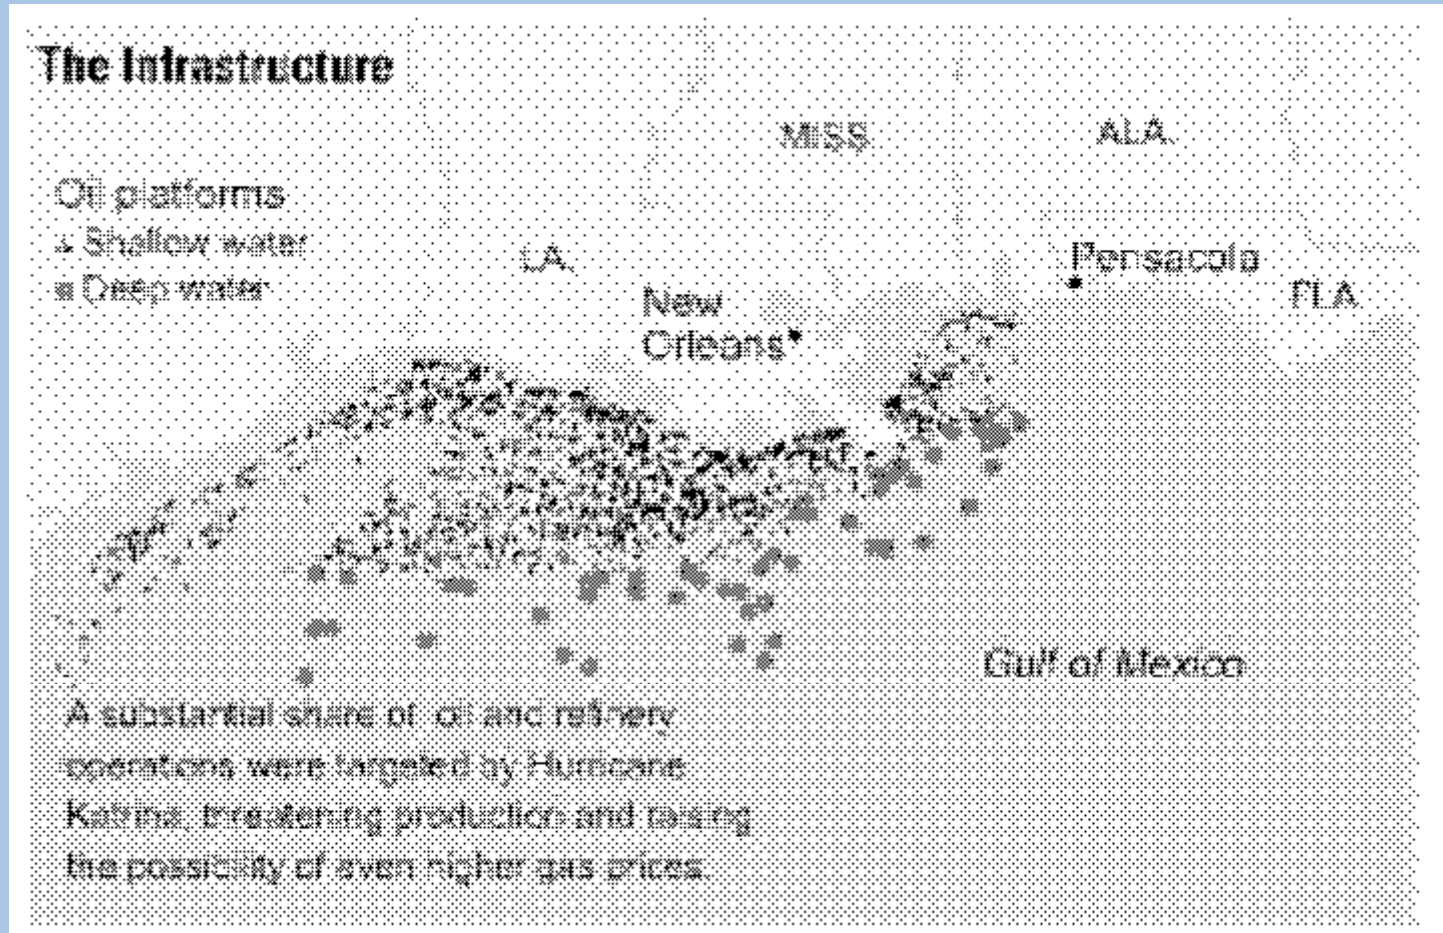 The Infrastructure
MISS.
ALA.
Oil platforms
Shallow water
Deep water
LA.
New
Orleans
Pensacola
FLA.
Gulf of Mexico
A substantial share of oil and refinery
operations were targeted by Hurricane
Katrina, threatening production and raising
the possibility of even higher gas prices.